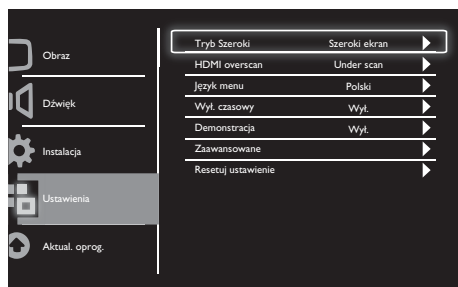 Obraz
Dźwięk
Instalacja
Ustawienia
Aktual. oprog.
Tryb Szeroki Szeroki ekran
HDMI overscan Under scan
Język menu Polski
Wył. czasowy Wył.
Demonstracja Wył.
Zaawansowane
Resetuj ustawienie